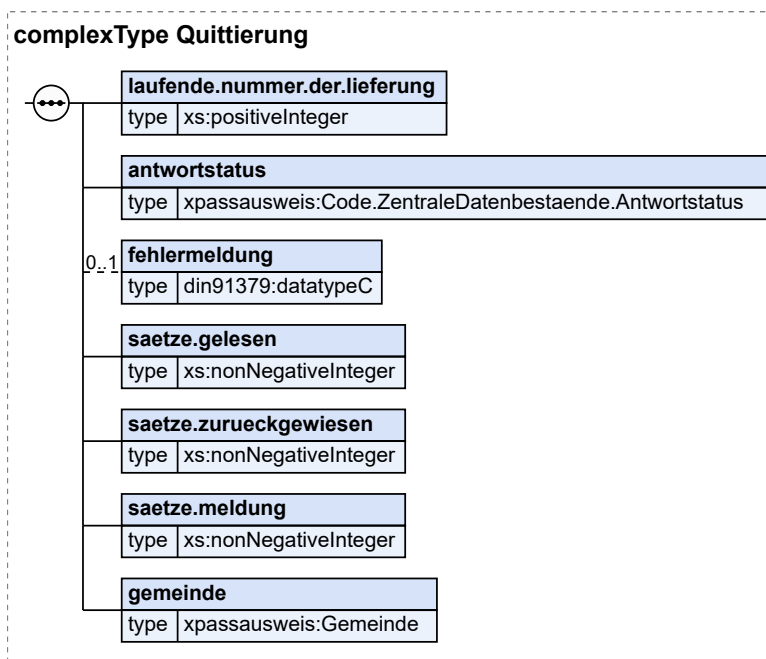 complexType Quittierung
laufende.nummer.der.lieferung
type xs:positiveInteger
antwortstatus
type xpassausweis:Code.ZentraleDatenbestaende.Antwortstatus
0..1
fehlermeldung
type din91379:datatypeC
saetze.gelesen
type xs:nonNegativeInteger
saetze.zurueckgewiesen
type xs:nonNegativeInteger
saetze.meldung
type xs:nonNegativeInteger
gemeinde
type xpassausweis:Gemeinde